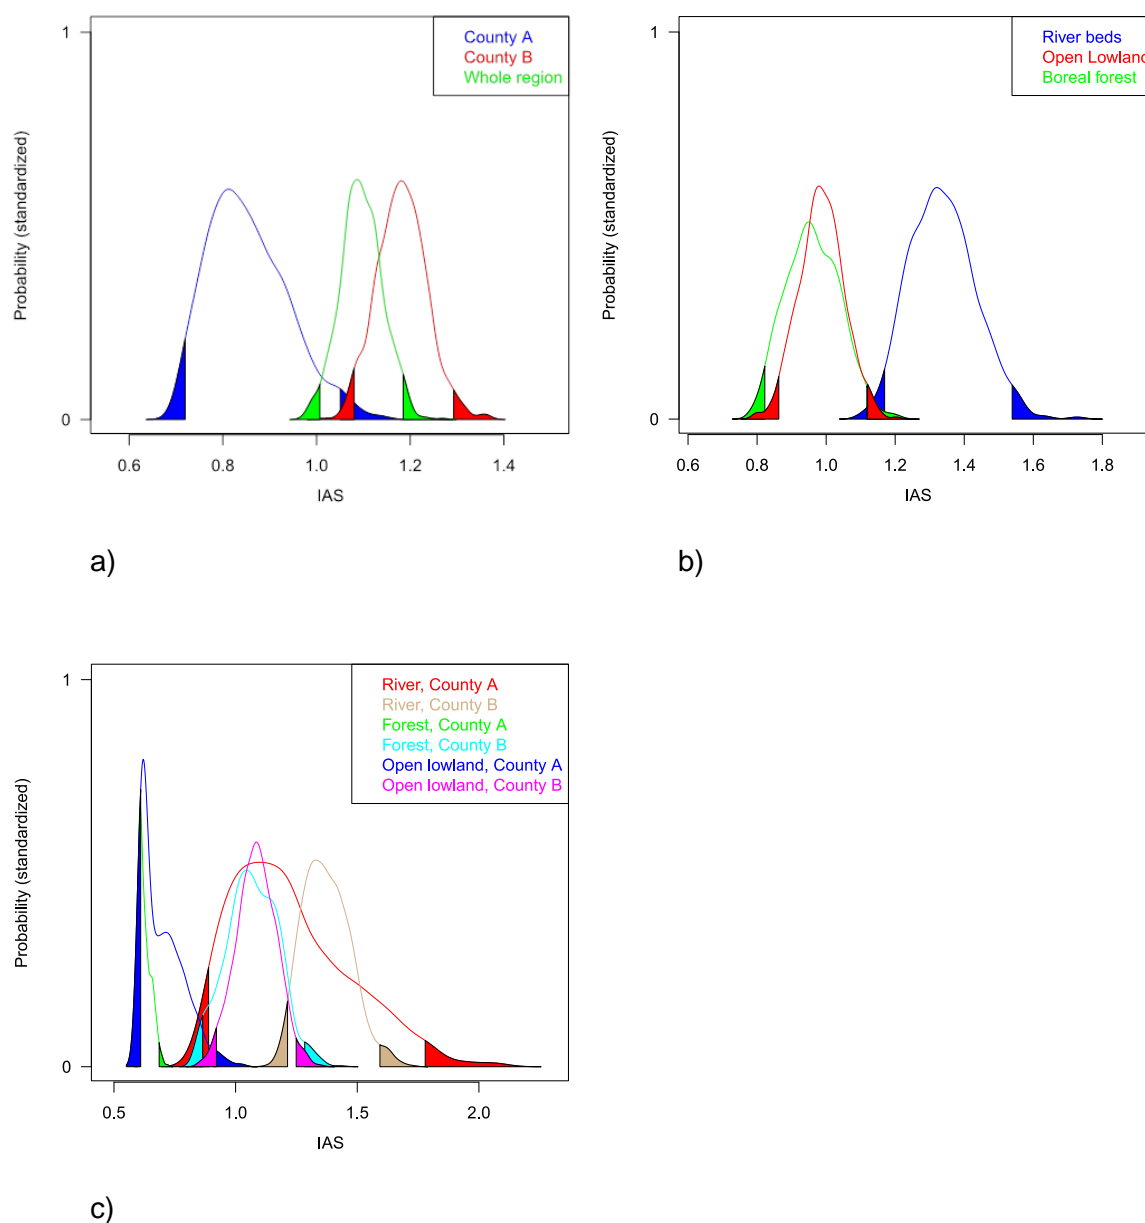 1
County A
County B
Whole region
Probability (standardized)
0
0.6 0.8 1.0 1.2 1.4
IAS
a)
1
River beds
Open Lowland
Boreal forest
Probability (standardized)
0
0.6 0.8 1.0 1.2 1.4 1.6 1.8
IAS
b)
1
River, County A
River, County B
Forest, County A
Forest, County B
Open lowland, County A
Open lowland, County B
Probability (standardized)
0
0.5 1.0 1.5 2.0
IAS
c)